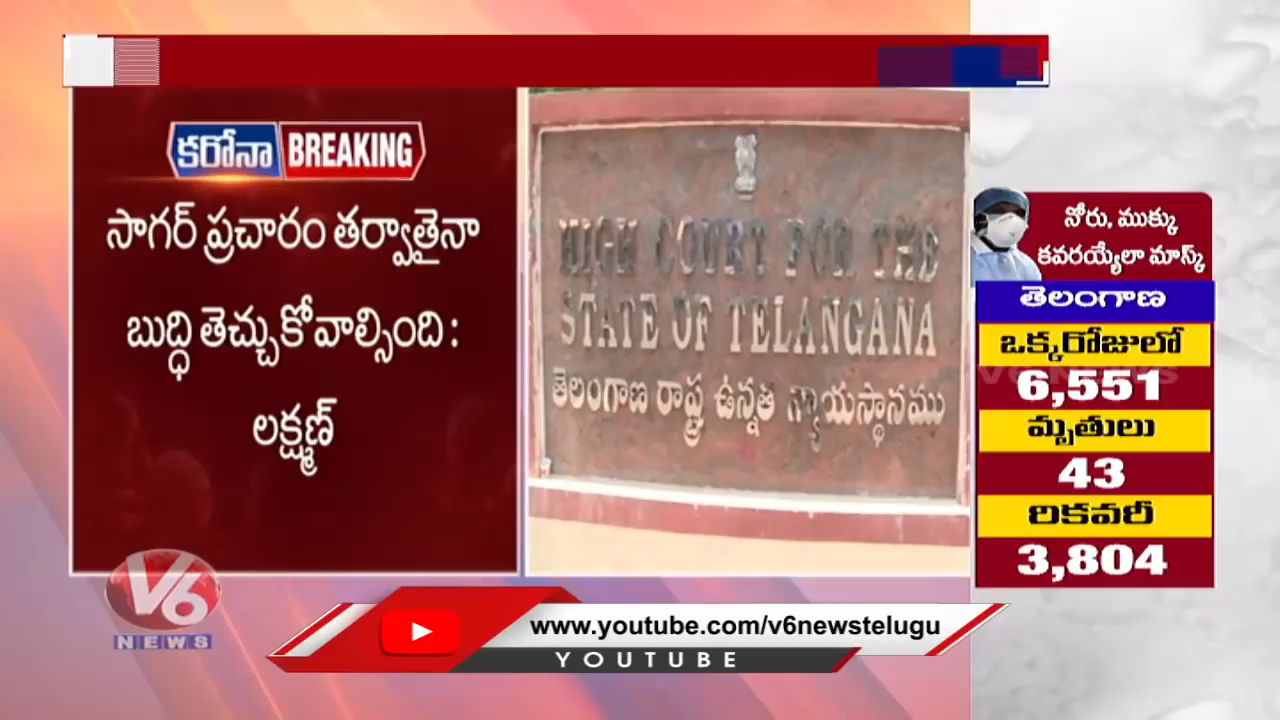 కరోనా BREAKING
సాగర్ ప్రచారం తర్వాతైనా
బుద్ధి తెచ్చుకోవాల్సింది :
లక్ష్మణ్
HIGH COURT FOR THE
STATE OF TELANGANA
తెలంగాణ రాష్ట్ర ఉన్నత న్యాయస్థానము
నోరు, ముక్కు
కవరయ్యేలా మాస్క్
తెలంగాణ
ఒక్కరోజులో
6,551
మృతులు
43
రికవరీ
3,804
V6
NEWS
www.youtube.com/v6newstelugu
YOUTUBE